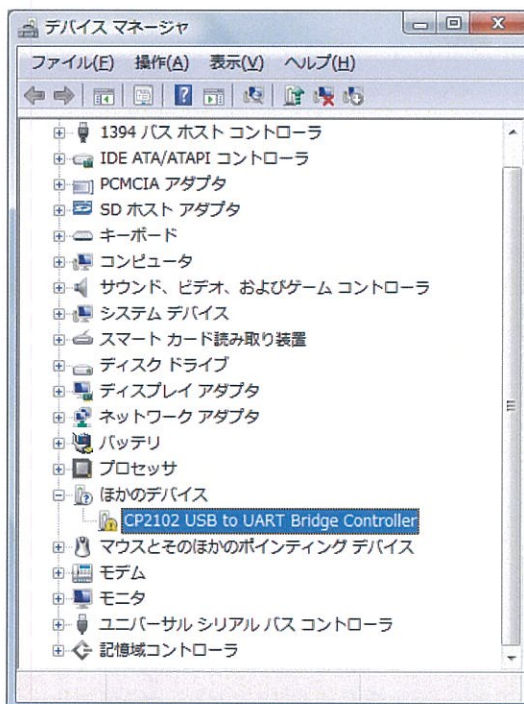 デバイス マネージャ
ファイル(F) 操作(A) 表示(V) ヘルプ(H)
1394 バス ホスト コントローラ
IDE ATA/ATAPI コントローラ
PCMCIA アダプタ
SD ホスト アダプタ
キーボード
コンピュータ
サウンド、ビデオ、およびゲーム コントローラ
システム デバイス
スマート カード読み取り装置
ディスク ドライブ
ディスプレイ アダプタ
ネットワーク アダプタ
バッテリ
プロセッサ
ほかのデバイス
CP2102 USB to UART Bridge Controller
マウスとそのほかのポインティング デバイス
モデム
モニタ
ユニバーサル シリアル バス コントローラ
記憶域コントローラ